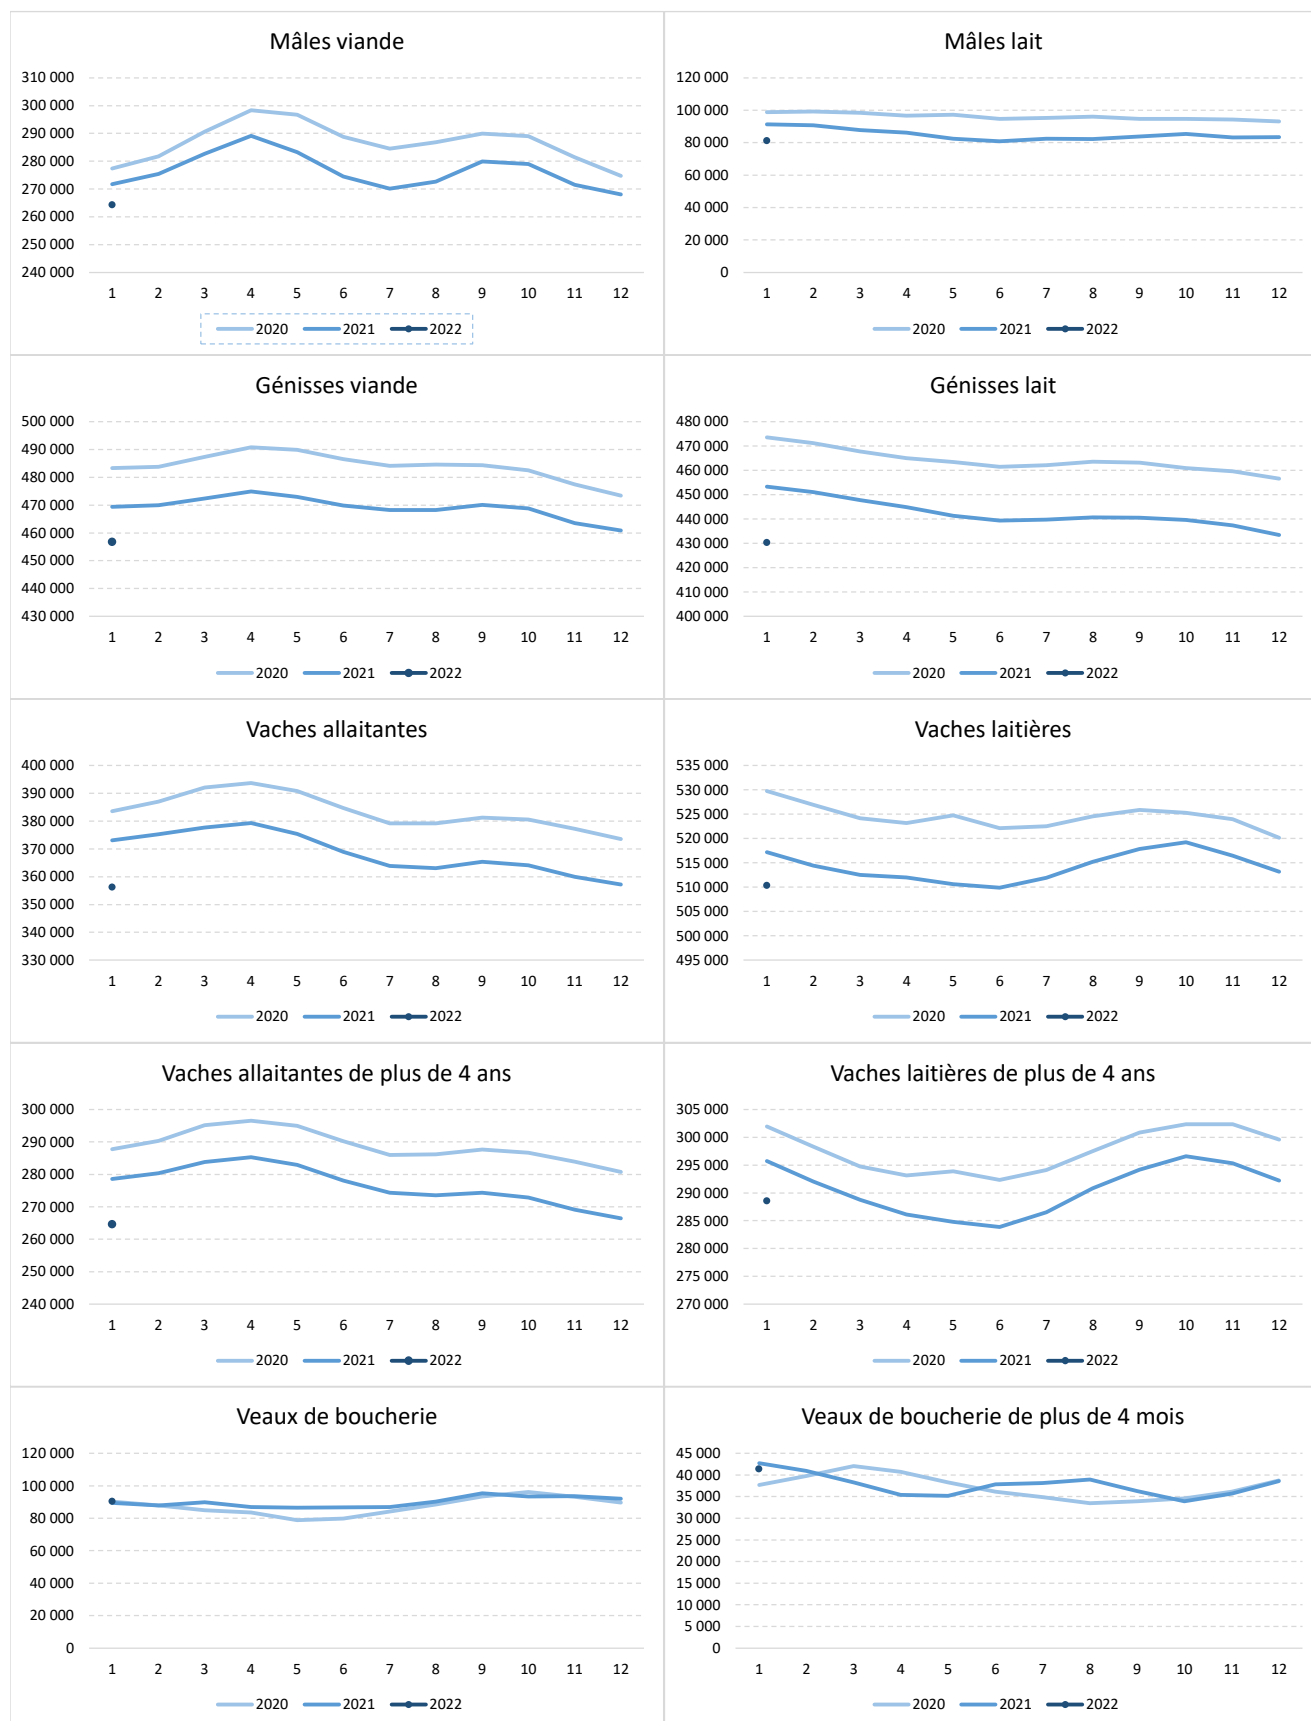 Mâles viande
310 000
300 000
290 000
280 000
270 000
260 000
250 000
240 000
1 2 3 4 5 6 7 8 9 10 11 12
2020 2021 2022
Mâles lait
120 000
100 000
80 000
60 000
40 000
20 000
0
1 2 3 4 5 6 7 8 9 10 11 12
2020 2021 2022
Génisses viande
500 000
490 000
480 000
470 000
460 000
450 000
440 000
430 000
1 2 3 4 5 6 7 8 9 10 11 12
2020 2021 2022
Génisses lait
480 000
470 000
460 000
450 000
440 000
430 000
420 000
410 000
400 000
1 2 3 4 5 6 7 8 9 10 11 12
2020 2021 2022
Vaches allaitantes
400 000
390 000
380 000
370 000
360 000
350 000
340 000
330 000
1 2 3 4 5 6 7 8 9 10 11 12
2020 2021 2022
Vaches laitières
535 000
530 000
525 000
520 000
515 000
510 000
505 000
500 000
495 000
1 2 3 4 5 6 7 8 9 10 11 12
2020 2021 2022
Vaches allaitantes de plus de 4 ans
300 000
290 000
280 000
270 000
260 000
250 000
240 000
1 2 3 4 5 6 7 8 9 10 11 12
2020 2021 2022
Vaches laitières de plus de 4 ans
305 000
300 000
295 000
290 000
285 000
280 000
275 000
270 000
1 2 3 4 5 6 7 8 9 10 11 12
2020 2021 2022
Veaux de boucherie
120 000
100 000
80 000
60 000
40 000
20 000
0
1 2 3 4 5 6 7 8 9 10 11 12
2020 2021 2022
Veaux de boucherie de plus de 4 mois
45 000
40 000
35 000
30 000
25 000
20 000
15 000
10 000
5 000
0
1 2 3 4 5 6 7 8 9 10 11 12
2020 2021 2022